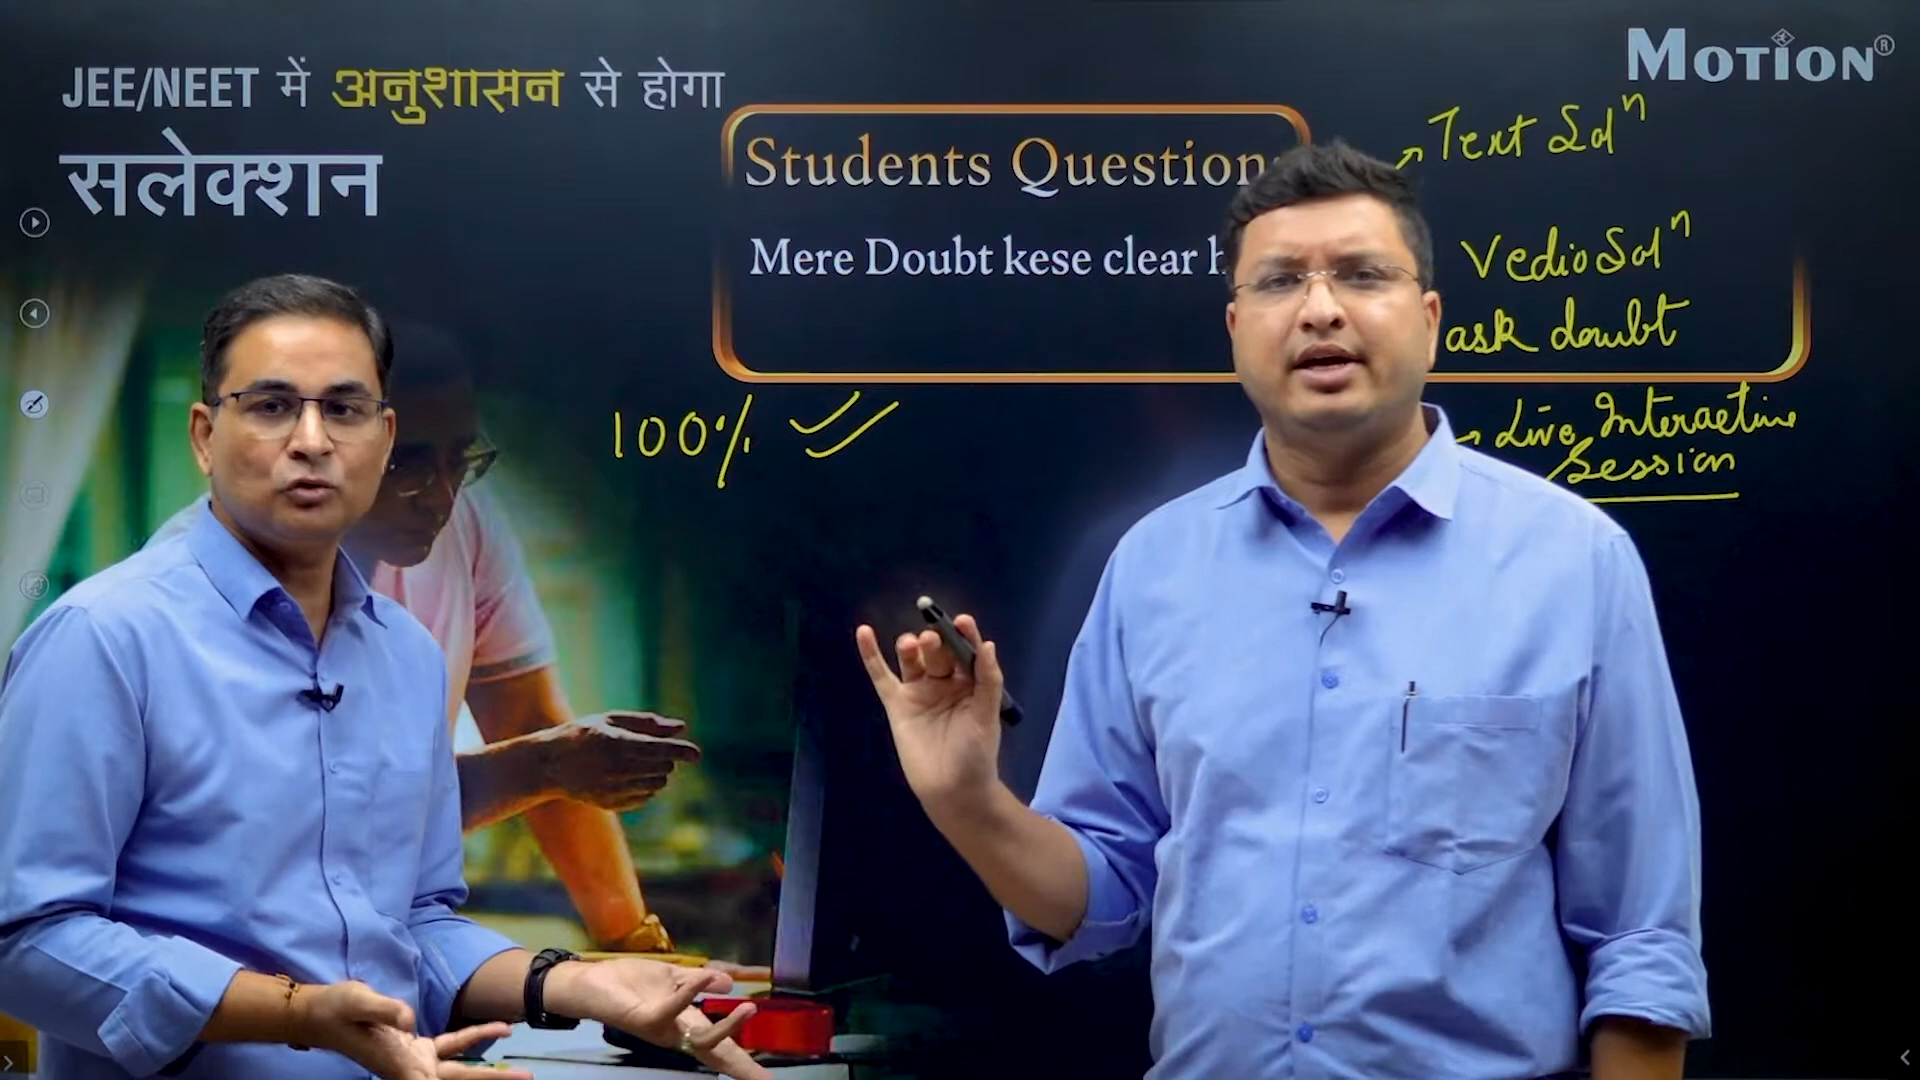 JEE/NEET में अनुशासन से होगा
सलेक्शन
MOTION®
Students Question
Mere Doubt kese clear h
Text Solⁿ
Vedio Solⁿ
ask doubt
100%
Live Interactive
Session